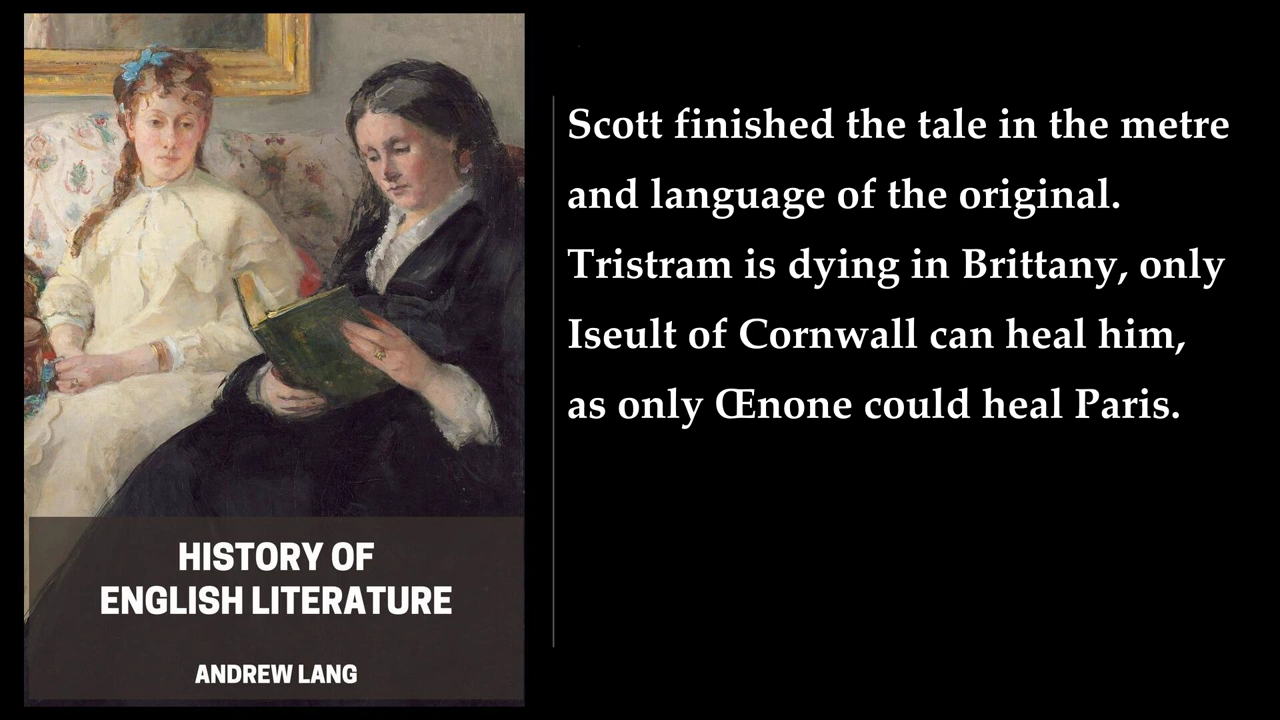 Scott finished the tale in the metre
and language of the original.
Tristram is dying in Brittany, only
Iseult of Cornwall can heal him,
as only Œnone could heal Paris.
HISTORY OF
ENGLISH LITERATURE
ANDREW LANG